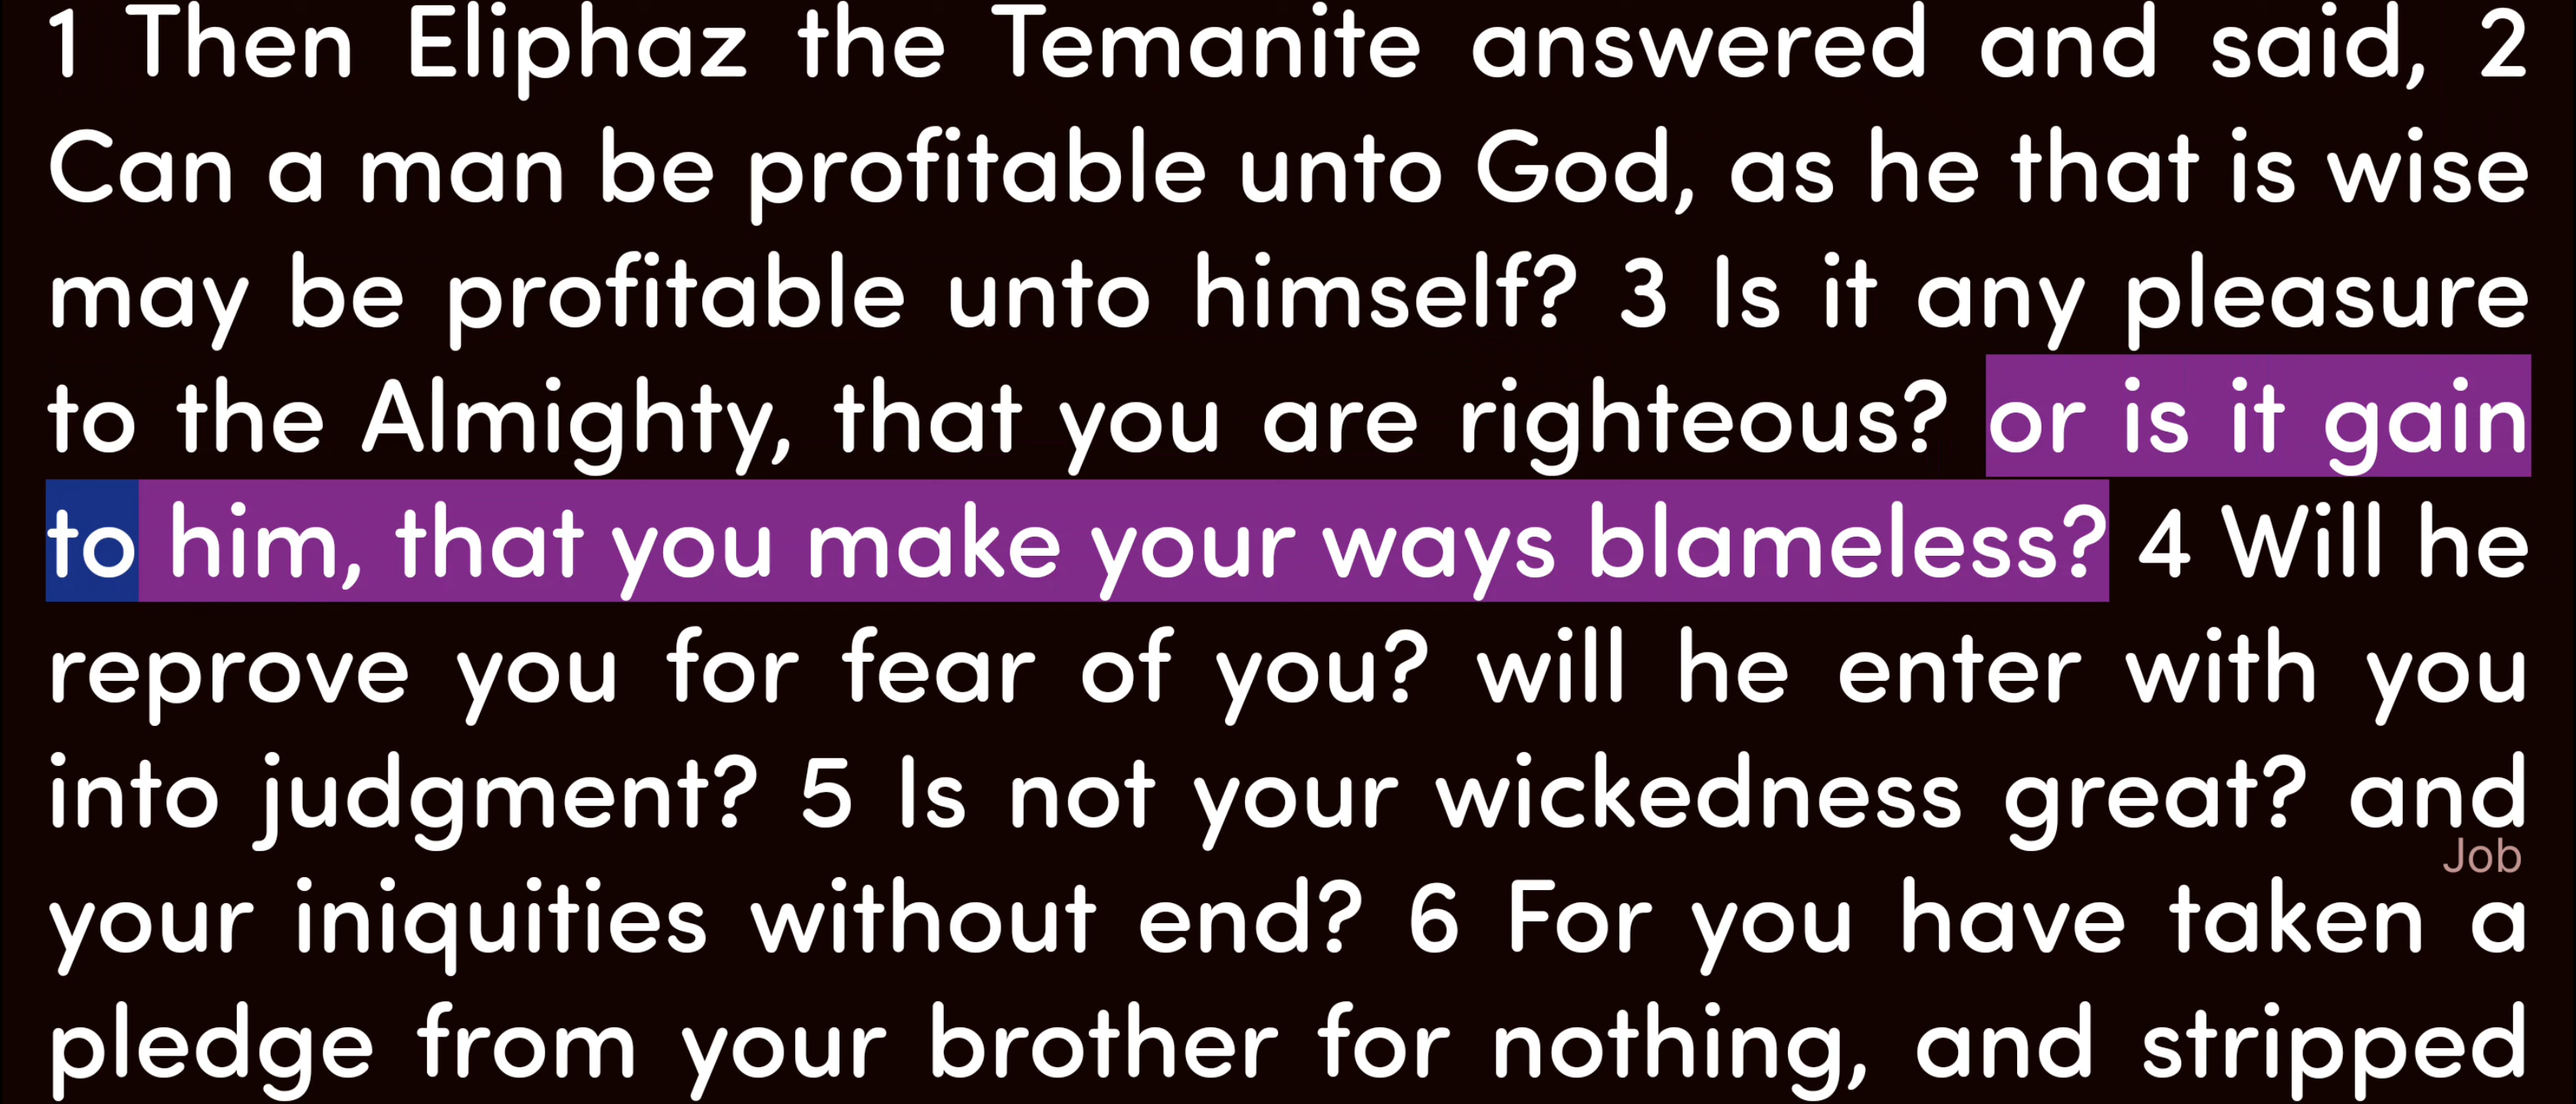 1 Then Eliphaz the Temanite answered and said, 2
Can a man be profitable unto God, as he that is wise
may be profitable unto himself? 3 Is it any pleasure
to the Almighty, that you are righteous? or is it gain
to him, that you make your ways blameless? 4 Will he
reprove you for fear of you? will he enter with you
into judgment? 5 Is not your wickedness great? and
Job
your iniquities without end? 6 For you have taken a
pledge from your brother for nothing, and stripped